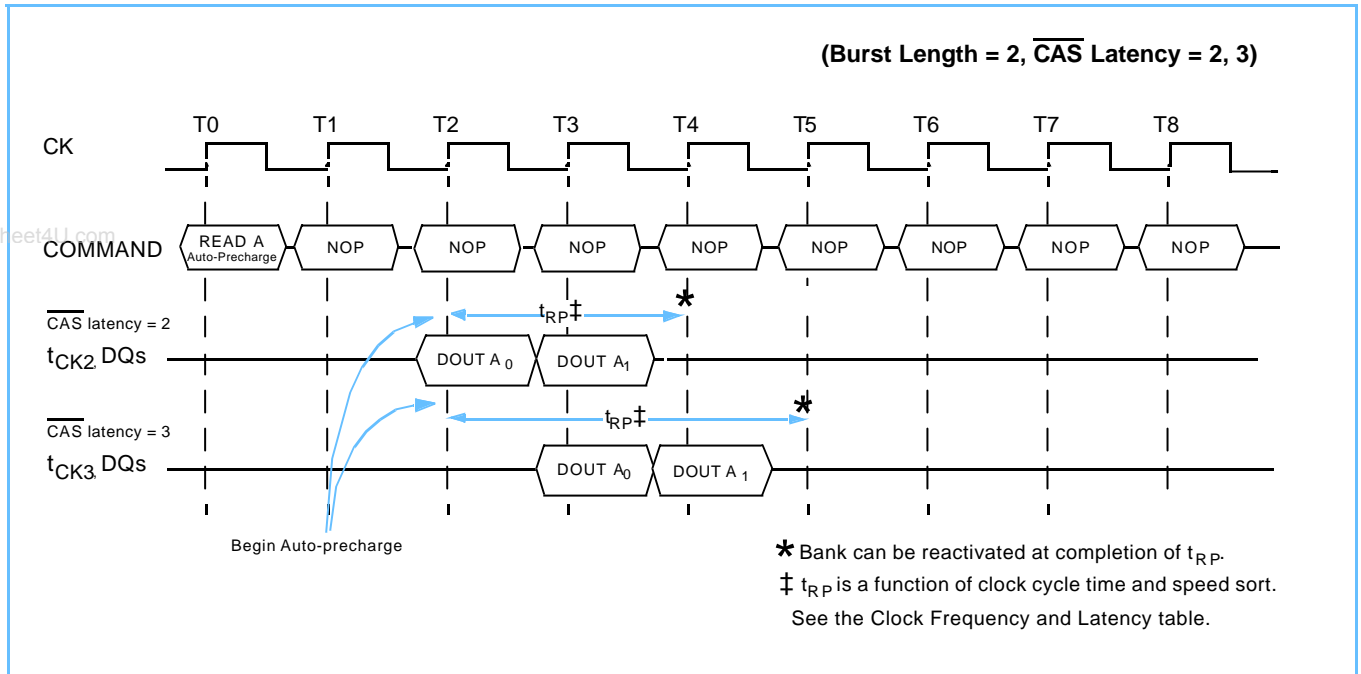 (Burst Length = 2, CAS Latency = 2, 3)
T0 T1 T2 T3 T4 T5 T6 T7 T8
CK
heet4U.com
COMMAND
READ A
Auto-Precharge
NOP NOP NOP NOP NOP NOP NOP NOP
*
tRP‡
CAS latency = 2
tCK2, DQs
DOUT A0 DOUT A1
*
tRP‡
CAS latency = 3
tCK3, DQs
DOUT A0 DOUT A1
Begin Auto-precharge
* Bank can be reactivated at completion of tRP.
‡ tRP is a function of clock cycle time and speed sort.
See the Clock Frequency and Latency table.